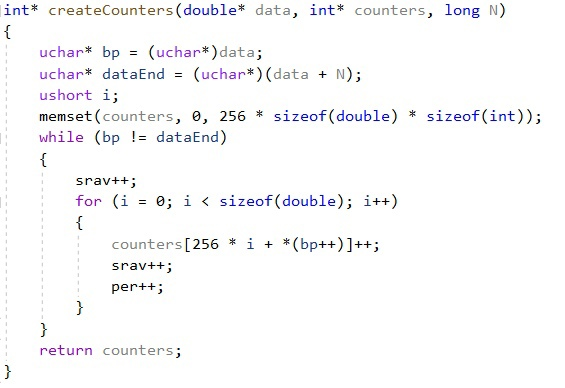 int* createCounters(double* data, int* counters, long N)
{
    uchar* bp = (uchar*)data;
    uchar* dataEnd = (uchar*)(data + N);
    ushort i;
    memset(counters, 0, 256 * sizeof(double) * sizeof(int));
    while (bp != dataEnd)
    {
        srav++;
        for (i = 0; i < sizeof(double); i++)
        {
            counters[256 * i + *(bp++)]++;
            srav++;
            per++;
        }
    }
    return counters;
}